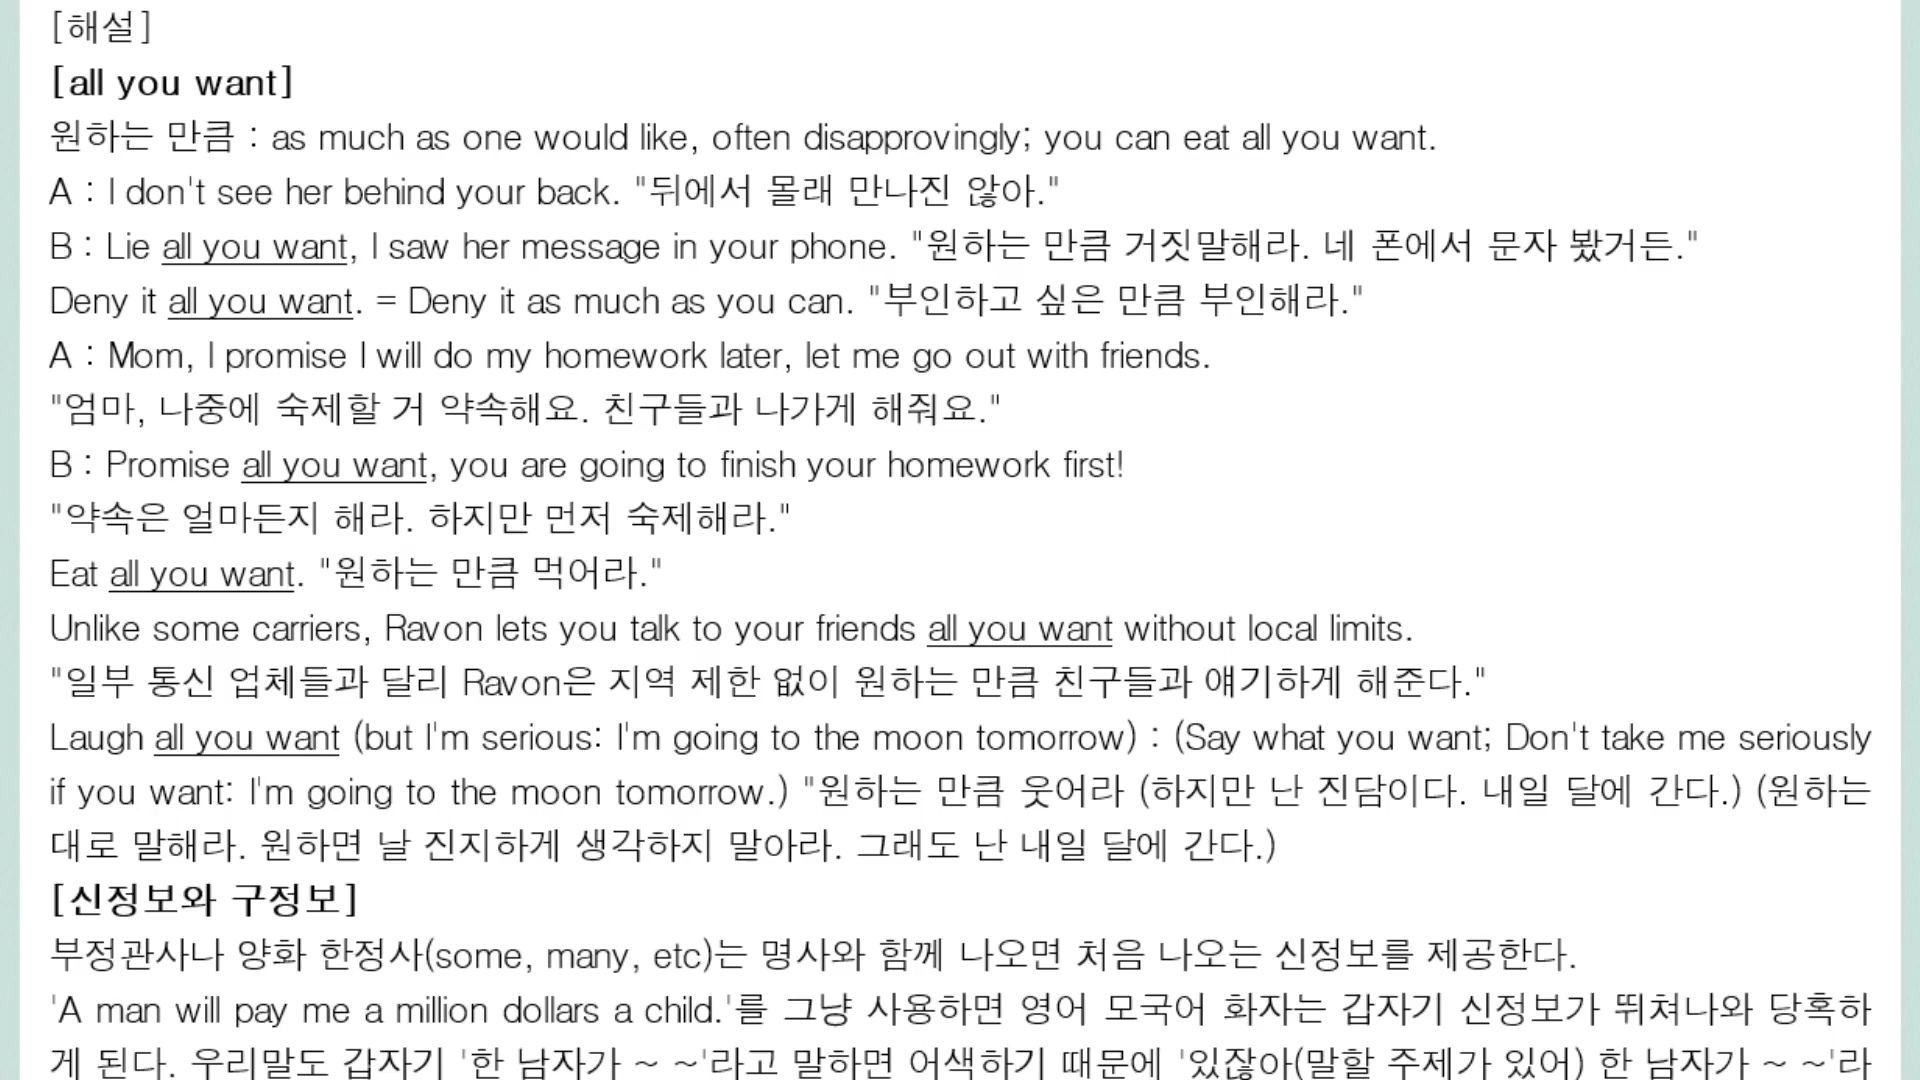 [해설]
[all you want]
원하는 만큼 : as much as one would like, often disapprovingly; you can eat all you want.
A : I don't see her behind your back. "뒤에서 몰래 만나진 않아."
B : Lie all you want, I saw her message in your phone. "원하는 만큼 거짓말해라. 네 폰에서 문자 봤거든."
Deny it all you want. = Deny it as much as you can. "부인하고 싶은 만큼 부인해라."
A : Mom, I promise I will do my homework later, let me go out with friends.
"엄마, 나중에 숙제할 거 약속해요. 친구들과 나가게 해줘요."
B : Promise all you want, you are going to finish your homework first!
"약속은 얼마든지 해라. 하지만 먼저 숙제해라."
Eat all you want. "원하는 만큼 먹어라."
Unlike some carriers, Ravon lets you talk to your friends all you want without local limits.
"일부 통신 업체들과 달리 Ravon은 지역 제한 없이 원하는 만큼 친구들과 얘기하게 해준다."
Laugh all you want (but I'm serious: I'm going to the moon tomorrow) : (Say what you want; Don't take me seriously
if you want: I'm going to the moon tomorrow.) "원하는 만큼 웃어라 (하지만 난 진담이다. 내일 달에 간다.) (원하는
대로 말해라. 원하면 날 진지하게 생각하지 말아라. 그래도 난 내일 달에 간다.)
[신정보와 구정보]
부정관사나 양화 한정사(some, many, etc)는 명사와 함께 나오면 처음 나오는 신정보를 제공한다.
'A man will pay me a million dollars a child.'를 그냥 사용하면 영어 모국어 화자는 갑자기 신정보가 뛰쳐나와 당혹하
게 된다. 우리말도 갑자기 '한 남자가 ~ ~'라고 말하면 어색하기 때문에 '있잖아(말할 주제가 있어) 한 남자가 ~ ~'라